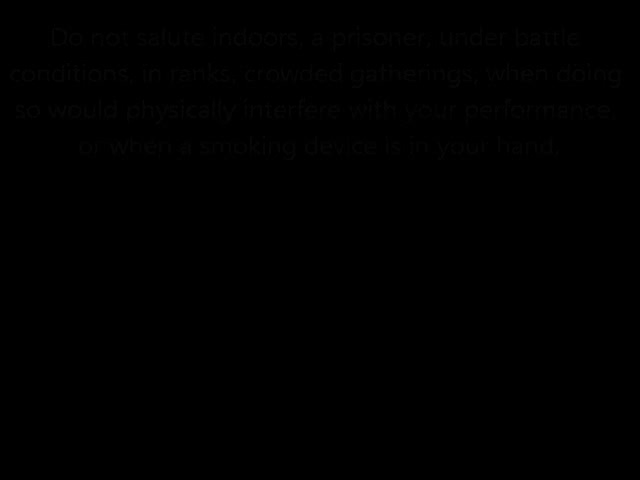 Do not salute indoors, a prisoner, under battle
conditions, in ranks, crowded gatherings, when doing
so would physically interfere with your performance,
or when a smoking device is in your hand.